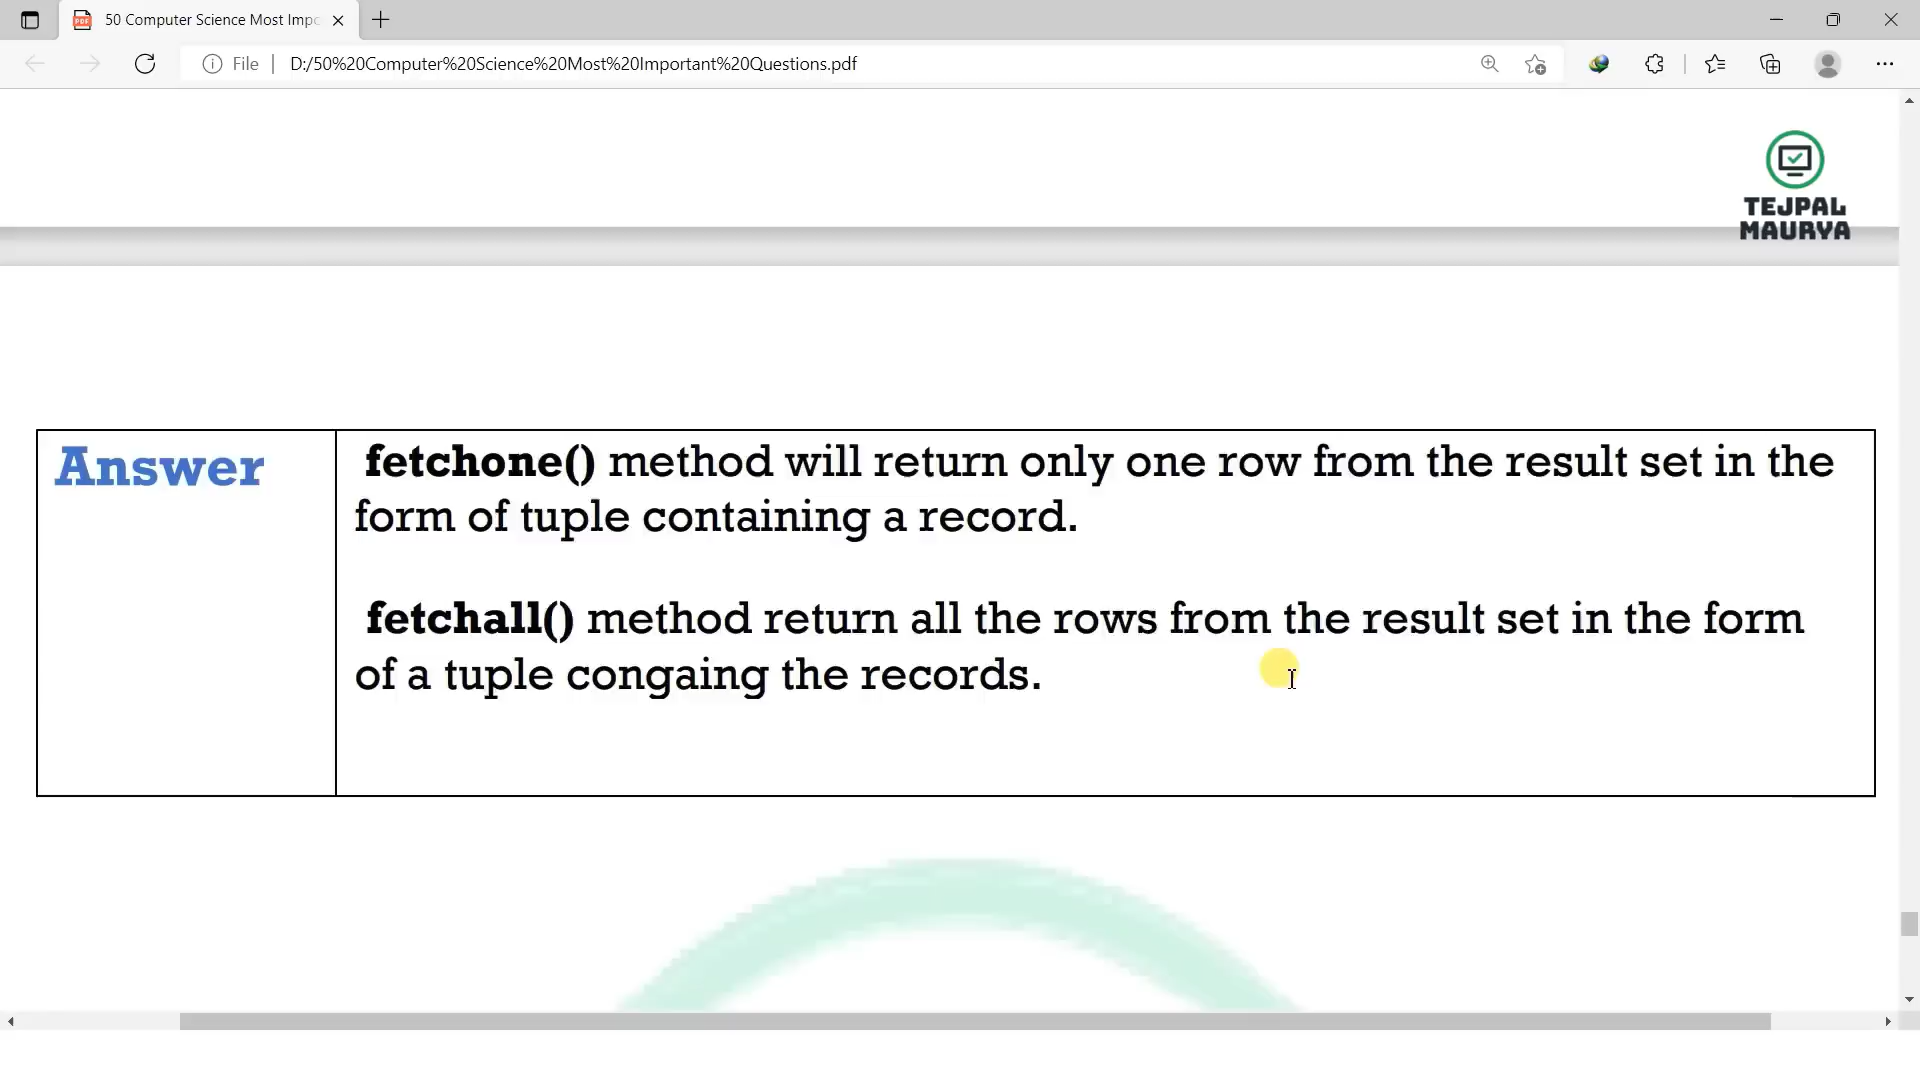 50 Computer Science Most Impo
File
D:/50%20Computer%20Science%20Most%20Important%20Questions.pdf
TEJPAL
MAURYA
Answer
fetchone() method will return only one row from the result set in the
form of tuple containing a record.
fetchall() method return all the rows from the result set in the form
of a tuple congaing the records.